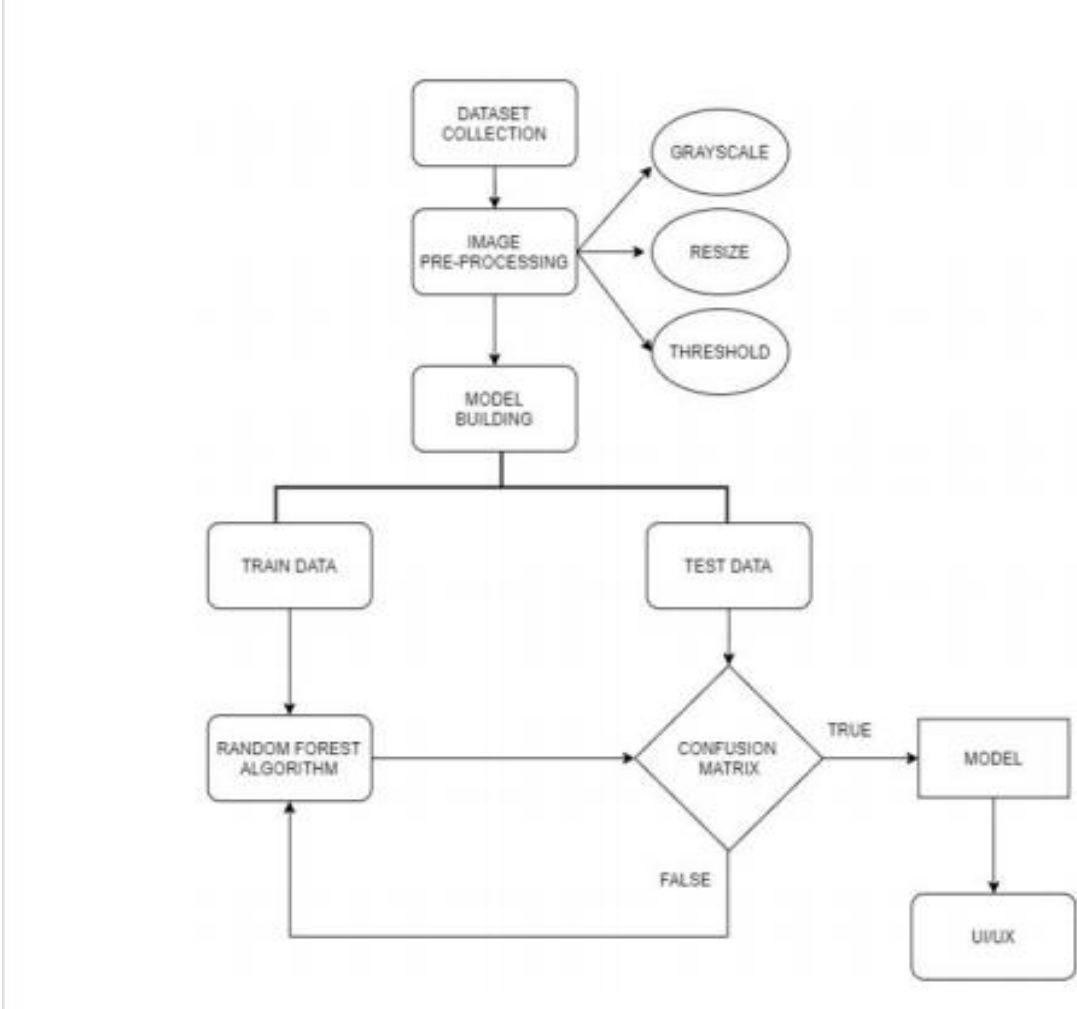 DATASET
COLLECTION
GRAYSCALE
IMAGE
PRE-PROCESSING
RESIZE
THRESHOLD
MODEL
BUILDING
TRAIN DATA
TEST DATA
RANDOM FOREST
ALGORITHM
CONFUSION
MATRIX
TRUE
MODEL
FALSE
UI/UX